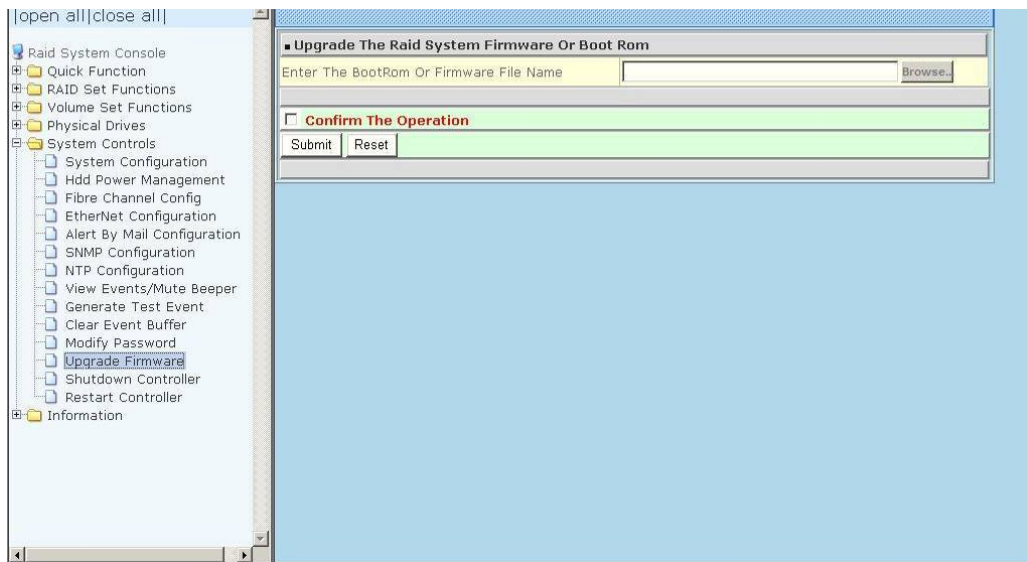 |open all|close all|
Raid System Console
Quick Function
RAID Set Functions
Volume Set Functions
Physical Drives
System Controls
System Configuration
Hdd Power Management
Fibre Channel Config
EtherNet Configuration
Alert By Mail Configuration
SNMP Configuration
NTP Configuration
View Events/Mute Beeper
Generate Test Event
Clear Event Buffer
Modify Password
Upgrade Firmware
Shutdown Controller
Restart Controller
Information
Upgrade The Raid System Firmware Or Boot Rom
Enter The BootRom Or Firmware File Name
Browse..
Confirm The Operation
Submit Reset